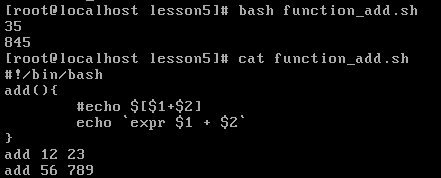 [root@localhost lesson5]# bash function_add.sh
35
845
[root@localhost lesson5]# cat function_add.sh
#!/bin/bash
add(){
        #echo $[$1+$2]
        echo `expr $1 + $2`
}
add 12 23
add 56 789